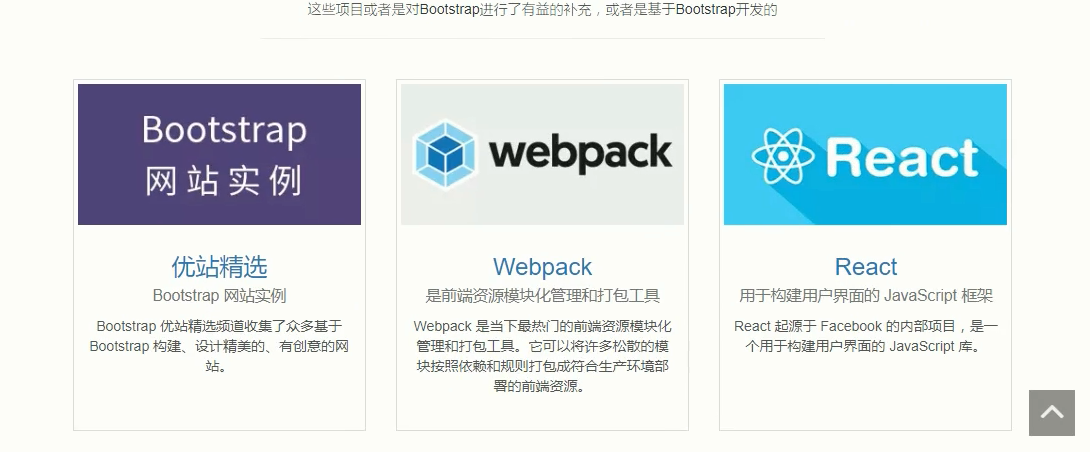 这些项目或者是对Bootstrap进行了有益的补充，或者是基于Bootstrap开发的
Bootstrap
网站实例
webpack
React
优站精选
Bootstrap 网站实例
Bootstrap 优站精选频道收集了众多基于
Bootstrap 构建、设计精美的、有创意的网
站。
Webpack
是前端资源模块化管理和打包工具
Webpack 是当下最热门的前端资源模块化
管理和打包工具。它可以将许多松散的模
块按照依赖和规则打包成符合生产环境部
署的前端资源。
React
用于构建用户界面的 JavaScript 框架
React 起源于 Facebook 的内部项目，是一
个用于构建用户界面的 JavaScript 库。